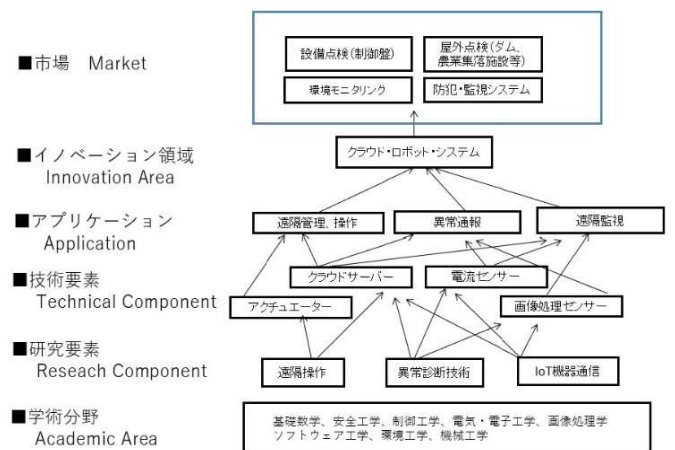 ■市場　Market
設備点検(制御盤)
屋外点検(ダム、
農業集落施設等)
環境モニタリング
防犯・監視システム
■イノベーション領域
Innovation Area
クラウド・ロボット・システム
■アプリケーション
Application
遠隔管理、操作
異常通報
遠隔監視
■技術要素
Technical Component
クラウドサーバー
電流センサー
アクチュエーター
画像処理センサー
■研究要素
Reseach Component
遠隔操作
異常診断技術
IoT機器通信
■学術分野
Academic Area
基礎数学、安全工学、制御工学、電気・電子工学、画像処理学
ソフトウェア工学、環境工学、機械工学